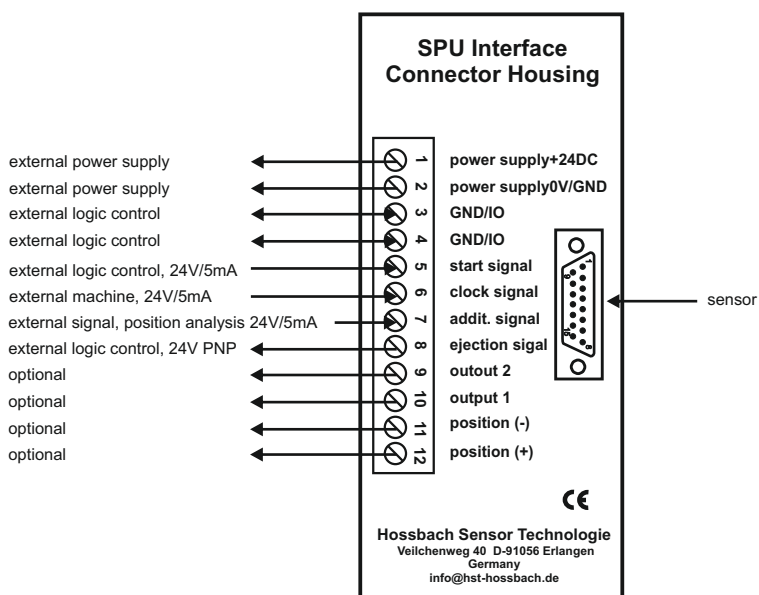 SPU Interface
Connector Housing
external power supply 1 power supply+24DC
external power supply 2 power supply0V/GND
external logic control 3 GND/IO
external logic control 4 GND/IO
external logic control, 24V/5mA 5 start signal
external machine, 24V/5mA 6 clock signal
external signal, position analysis 24V/5mA 7 addit. signal
external logic control, 24V PNP 8 ejection sigal
optional 9 outout 2
optional 10 output 1
optional 11 position (-)
optional 12 position (+)
1
9
15
8
sensor
CE
Hossbach Sensor Technologie
Veilchenweg 40 D-91056 Erlangen
Germany
info@hst-hossbach.de